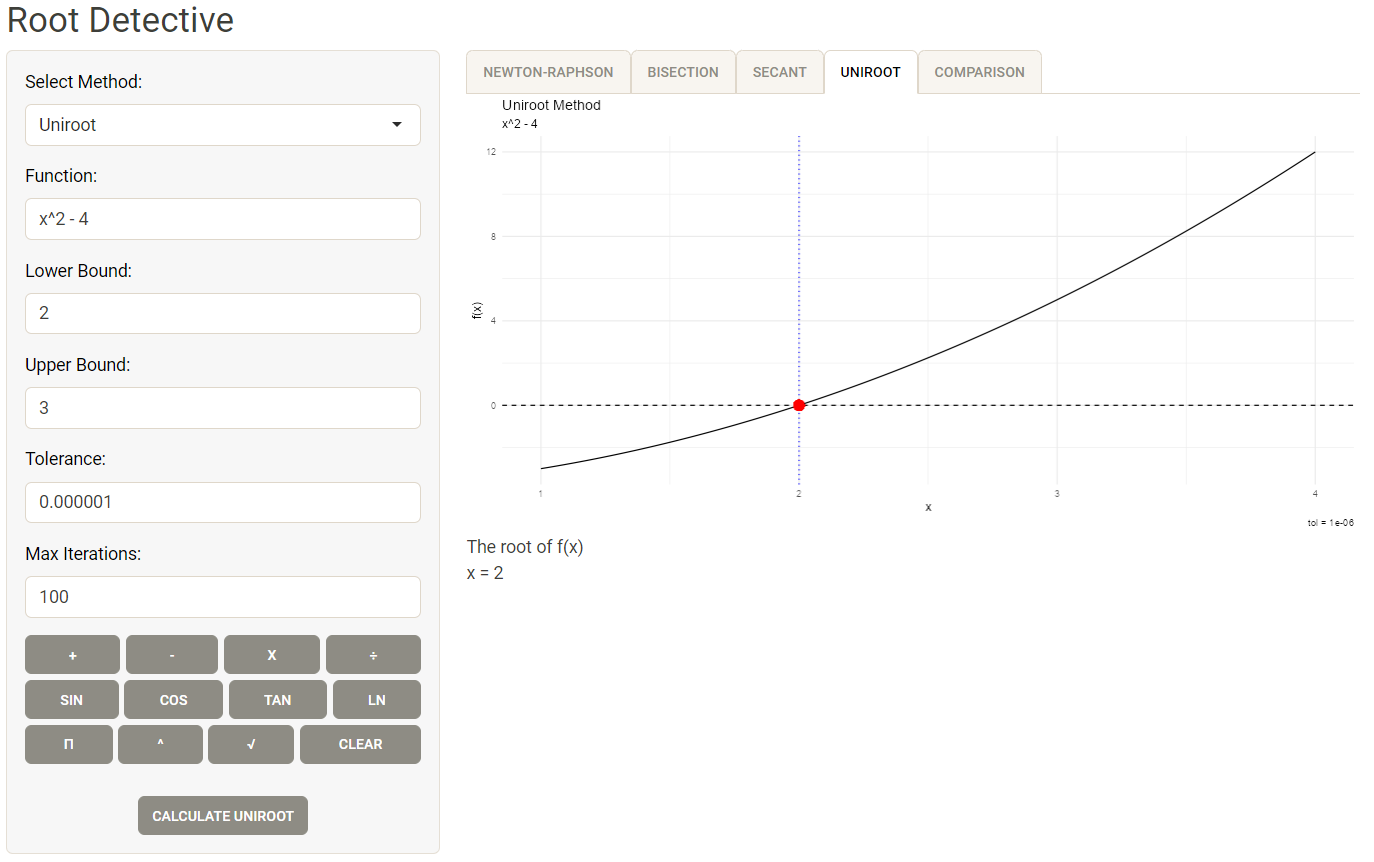 Root Detective
Select Method:
Uniroot
Function:
x^2 - 4
Lower Bound:
2
Upper Bound:
3
Tolerance:
0.000001
Max Iterations:
100
+ - X ÷
SIN COS TAN LN
Π ^ √ CLEAR
CALCULATE UNIROOT
NEWTON-RAPHSON BISECTION SECANT UNIROOT COMPARISON
Uniroot Method
x^2 - 4
12
8
4
0
f(x)
1 2 3 4
x
tol = 1e-06
The root of f(x)
x = 2